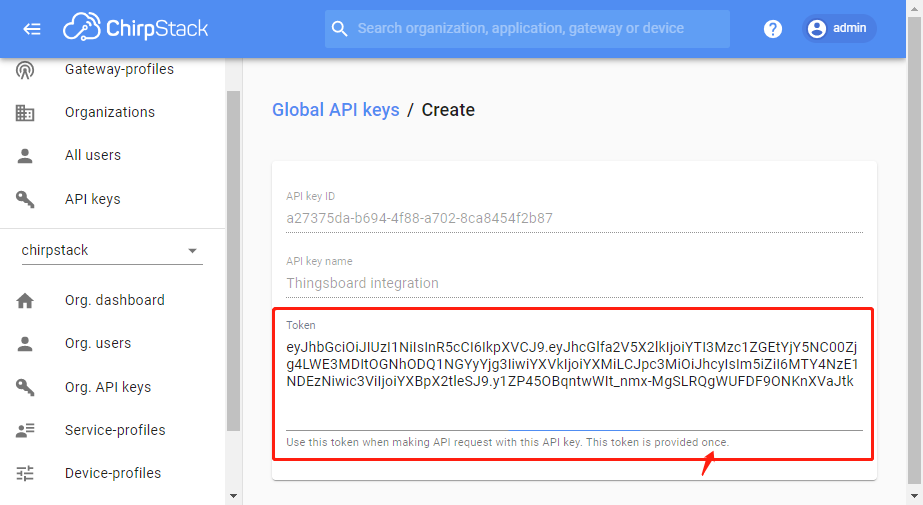 ChirpStack
Search organization, application, gateway or device
?
admin
Gateway-profiles
Organizations
All users
API keys
chirpstack
Org. dashboard
Org. users
Org. API keys
Service-profiles
Device-profiles
Global API keys / Create
API key ID
a27375da-b694-4f88-a702-8ca8454f2b87
API key name
Thingsboard integration
Token
eyJhbGciOiJIUzI1NiIsInR5cCI6IkpXVCJ9.eyJhcGlfa2V5X2lkIjoiYTI3Mzc1ZGEtYjY5NC00Zj
g4LWE3MDItOGNhODQ1NGYyYjg3IiwiYXVkIjoiYXMiLCJpc3MiOiJhcyIsIm5iZiI6MTY4NzE1
NDEzNiwic3ViIjoiYXBpX2tleSJ9.y1ZP45OBqntwWIt_nmx-MgSLRQgWUFDF9ONKnXVaJtk
Use this token when making API request with this API key. This token is provided once.